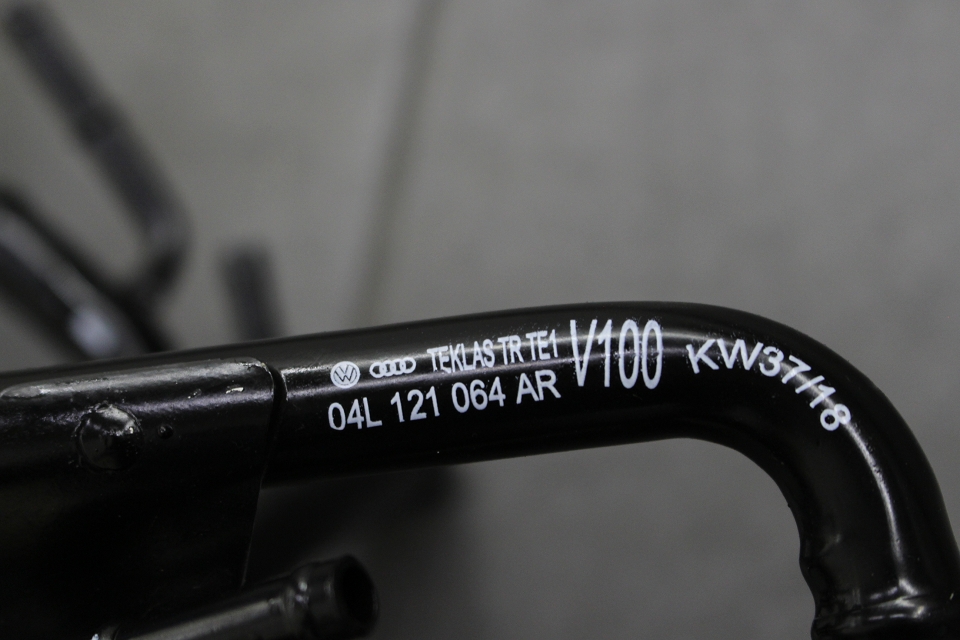 TEKLAS TR TE1
04L 121 064 AR
V100
KW37/18